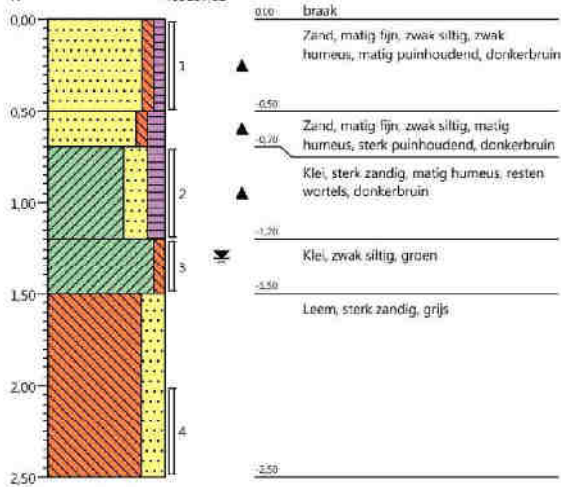 0,00
0,50
1,00
1,50
2,00
2,50
1
2
3
4
0,00
braak
Zand, matig fijn, zwak siltig, zwak
humeus, matig puinhoudend, donkerbruin
-0,50
Zand, matig fijn, zwak siltig, matig
humeus, sterk puinhoudend, donkerbruin
-0,70
Klei, sterk zandig, matig humeus, resten
wortels, donkerbruin
-1,20
Klei, zwak siltig, groen
-1,50
Leem, sterk zandig, grijs
-2,50